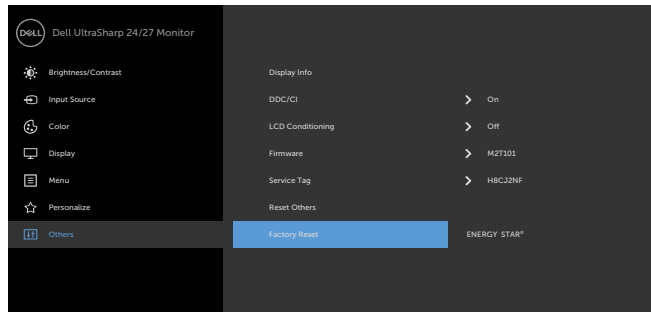 DELL Dell UltraSharp 24/27 Monitor
Brightness/Contrast Display Info
Input Source DDC/CI On
Color LCD Conditioning Off
Display Firmware M2T101
Menu Service Tag H8CJ2NF
Personalize Reset Others
Others Factory Reset ENERGY STAR®